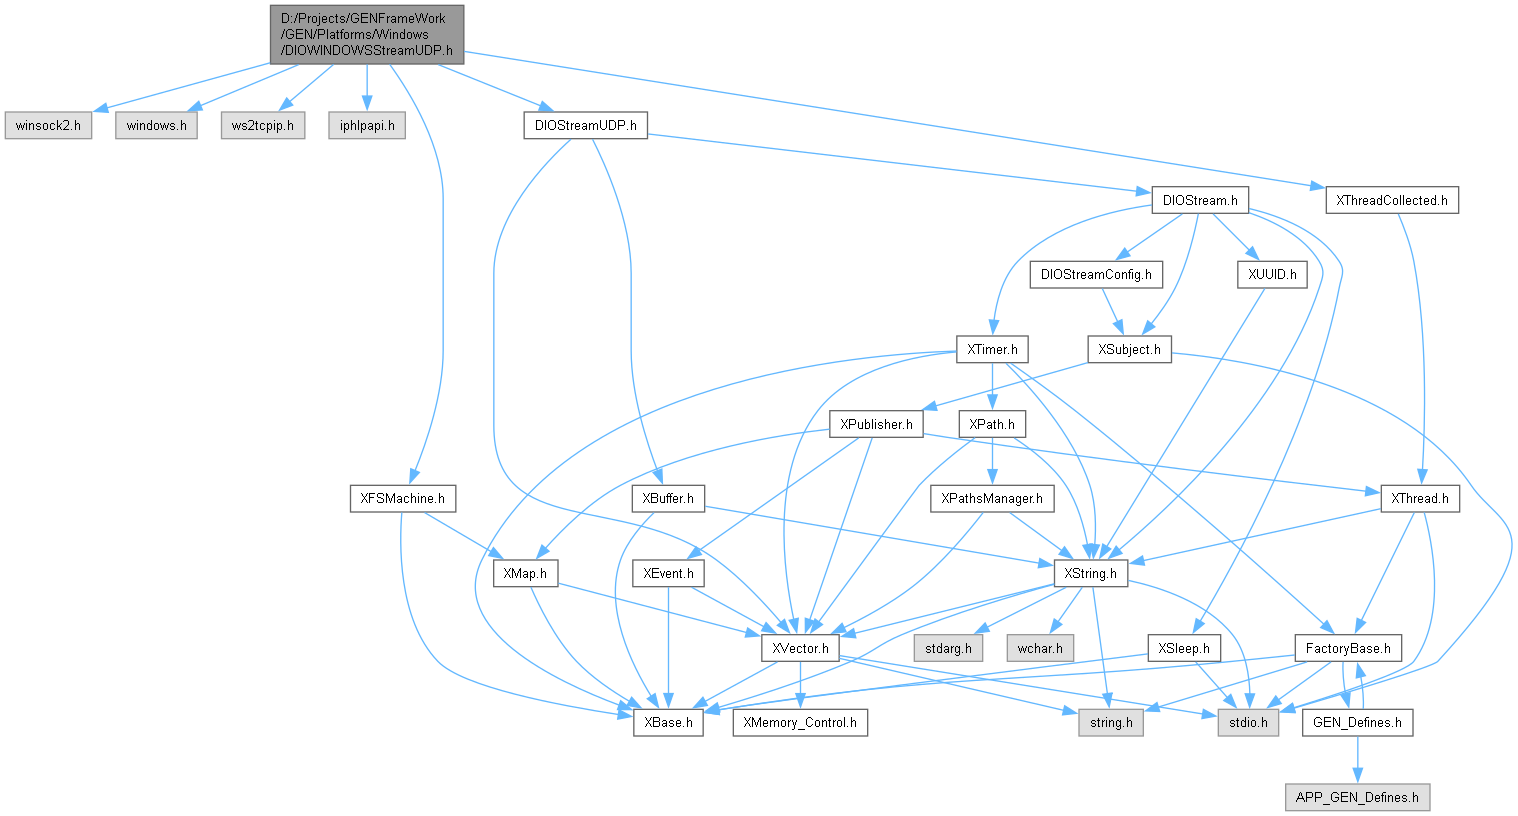 D:/Projects/GENFrameWork
/GEN/Platforms/Windows
/DIOWINDOWSStreamUDP.h
winsock2.h
windows.h
ws2tcpip.h
iphlpapi.h
DIOStreamUDP.h
DIOStream.h
XThreadCollected.h
DIOStreamConfig.h
XUUID.h
XTimer.h
XSubject.h
XPublisher.h
XPath.h
XFSMachine.h
XBuffer.h
XPathsManager.h
XThread.h
XMap.h
XEvent.h
XString.h
XVector.h
stdarg.h
wchar.h
XSleep.h
FactoryBase.h
XBase.h
XMemory_Control.h
string.h
stdio.h
GEN_Defines.h
APP_GEN_Defines.h